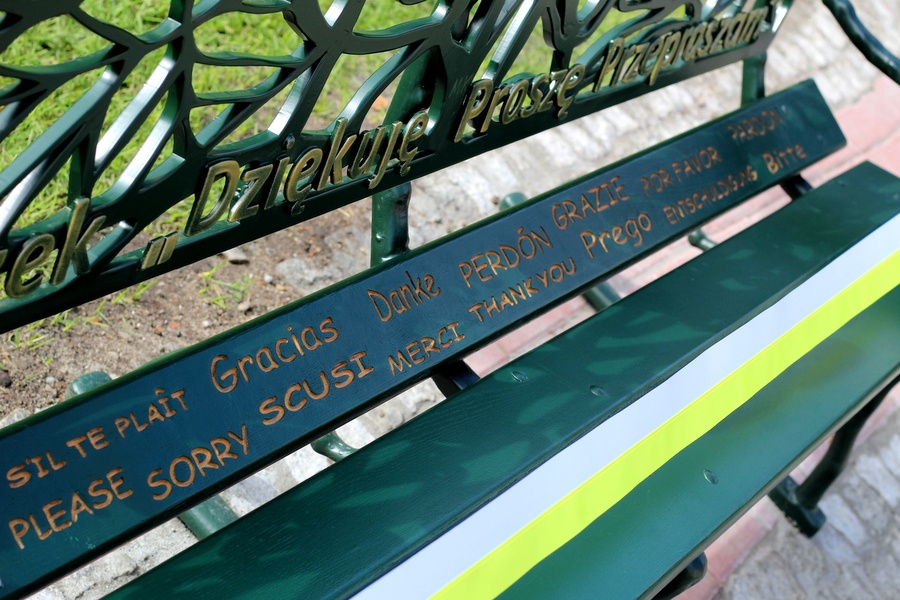 „Dziękuję Proszę Przepraszam"
S'IL TE PLAÎT Gracias Danke PERDÓN GRAZIE POR FAVOR PARDON
PLEASE SORRY SCUSI MERCI THANK YOU Prego ENTSCHULDIGUNG Bitte